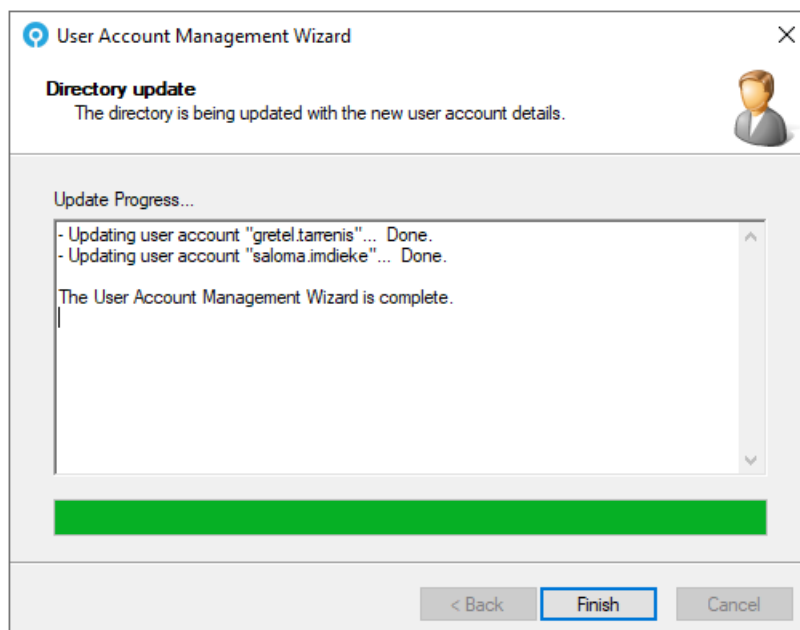 User Account Management Wizard
Directory update
The directory is being updated with the new user account details.
Update Progress...
- Updating user account "gretel.tarrenis"... Done.
- Updating user account "saloma.imdieke"... Done.
The User Account Management Wizard is complete.
< Back
Finish
Cancel